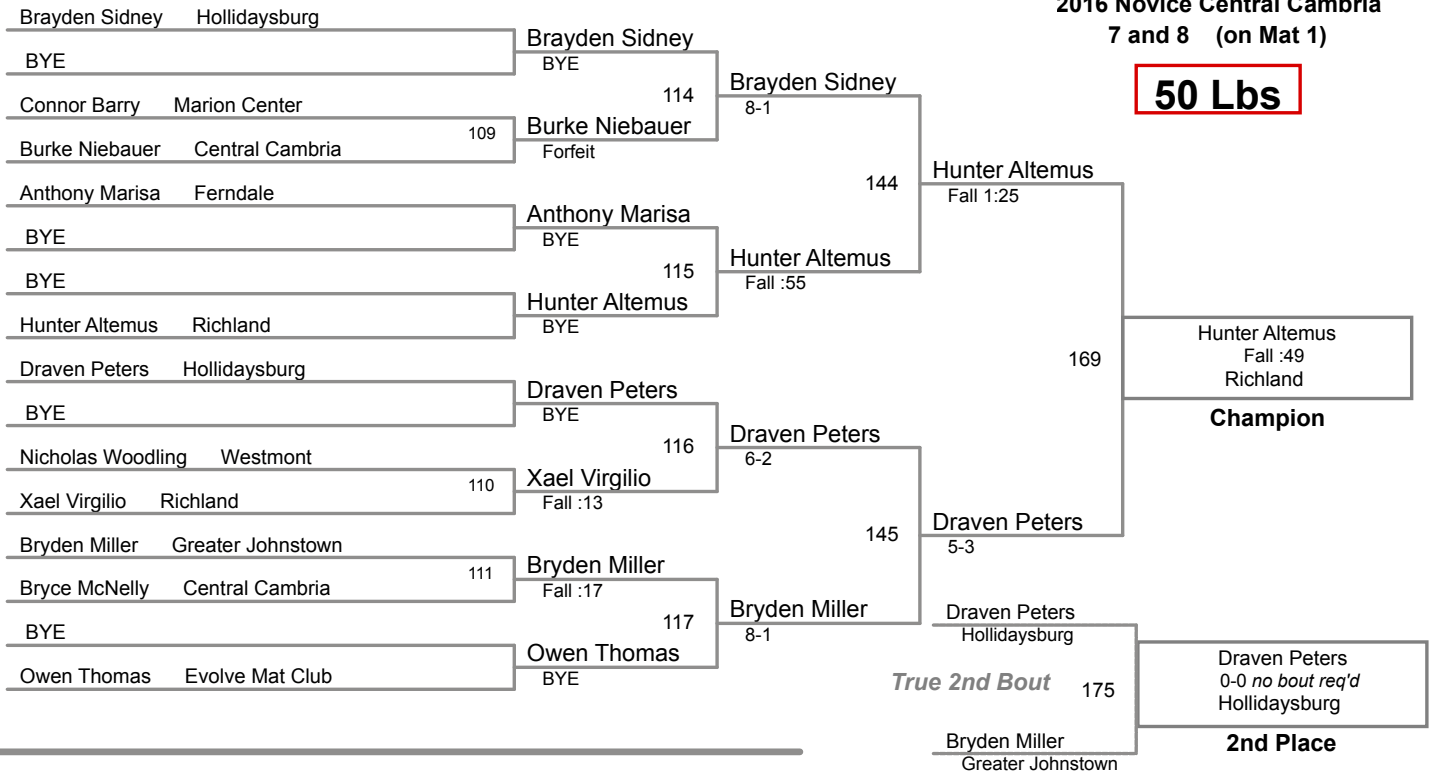 2016 Novice Central Cambria
7 and 8 (on Mat 1)
50 Lbs
Brayden Sidney Hollidaysburg
BYE
Connor Barry Marion Center
Burke Niebauer Central Cambria
Anthony Marisa Ferndale
BYE
BYE
Hunter Altemus Richland
Draven Peters Hollidaysburg
BYE
Nicholas Woodling Westmont
Xael Virgilio Richland
Bryden Miller Greater Johnstown
Bryce McNelly Central Cambria
BYE
Owen Thomas Evolve Mat Club
109
110
111
Brayden Sidney
BYE
Burke Niebauer
Forfeit
Anthony Marisa
BYE
Hunter Altemus
BYE
Draven Peters
BYE
Xael Virgilio
Fall :13
Bryden Miller
Fall :17
Owen Thomas
BYE
114
115
116
117
Brayden Sidney
8-1
Hunter Altemus
Fall :55
Draven Peters
6-2
Bryden Miller
8-1
144
145
Hunter Altemus
Fall 1:25
Draven Peters
5-3
169
Hunter Altemus
Fall :49
Richland
Champion
Draven Peters
Hollidaysburg
True 2nd Bout 175
Bryden Miller
Greater Johnstown
Draven Peters
0-0 no bout req'd
Hollidaysburg
2nd Place